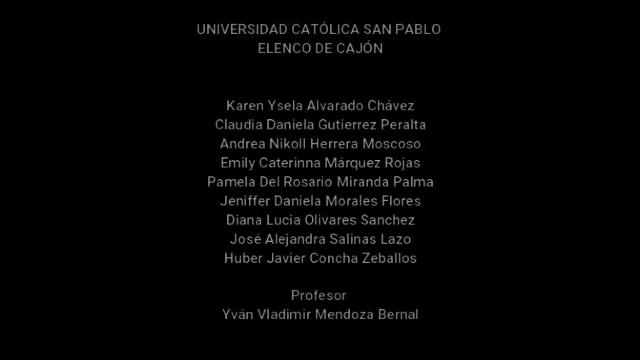 UNIVERSIDAD CATÓLICA SAN PABLO
ELENCO DE CAJÓN
Karen Ysela Alvarado Chávez
Claudia Daniela Gutierrez Peralta
Andrea Nikoll Herrera Moscoso
Emily Caterinna Márquez Rojas
Pamela Del Rosario Miranda Palma
Jeniffer Daniela Morales Flores
Diana Lucia Olivares Sanchez
José Alejandra Salinas Lazo
Huber Javier Concha Zeballos
Profesor
Yván Vladimir Mendoza Bernal